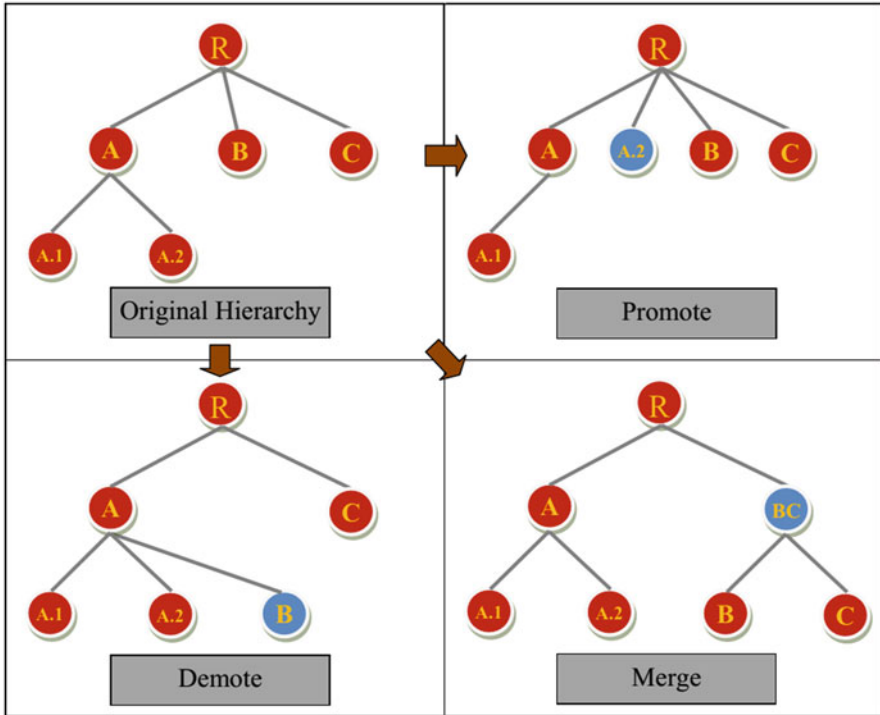 R
A
B
C
A.1
A.2
Original Hierarchy
R
A
A.2
B
C
A.1
Promote
R
A
C
A.1
A.2
B
Demote
R
A
BC
A.1
A.2
B
C
Merge